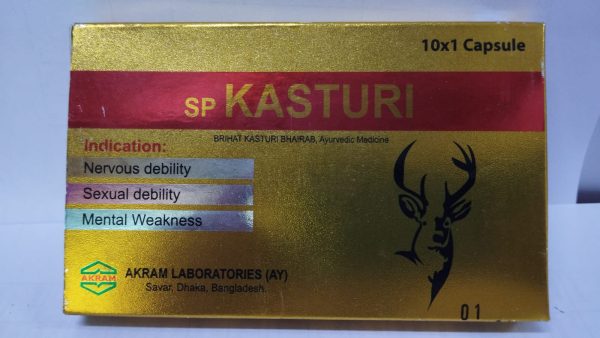 10x1 Capsule
SP KASTURI
BRIHAT KASTURI BHAIRAB, Ayurvedic Medicine
Indication:
Nervous debility
Sexual debility
Mental Weakness
AKRAM
AKRAM LABORATORIES (AY)
Savar, Dhaka, Bangladesh.
01